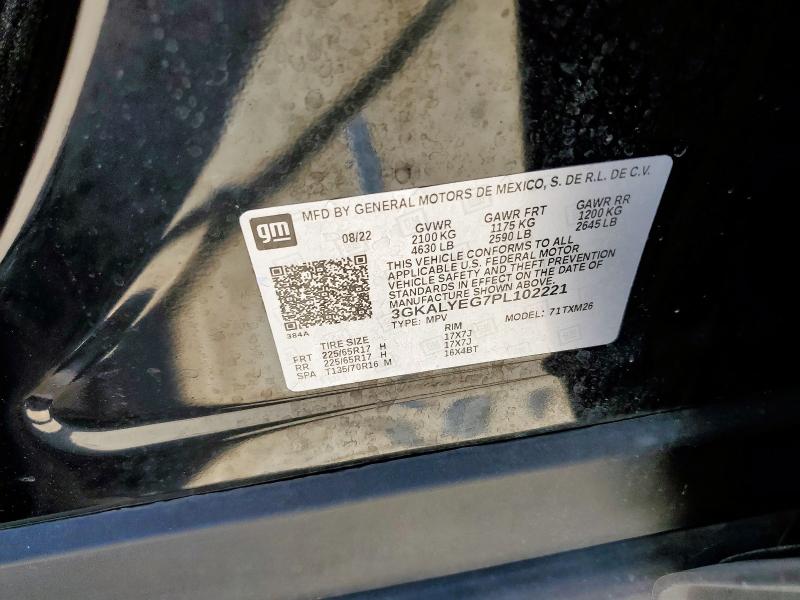 gm
MFD BY GENERAL MOTORS DE MEXICO, S. DE R.L. DE C.V.
08/22
GVWR GAWR FRT GAWR RR
2100 KG 1175 KG 1200 KG
4630 LB 2590 LB 2645 LB
THIS VEHICLE CONFORMS TO ALL
APPLICABLE U.S. FEDERAL MOTOR
VEHICLE SAFETY AND THEFT PREVENTION
STANDARDS IN EFFECT ON THE DATE OF
MANUFACTURE SHOWN ABOVE.
3GKALYEG7PL102221
TYPE: MPV MODEL: 71TXM26
384A
TIRE SIZE RIM
FRT 225/65R17 H 17X7J
RR 225/65R17 H 17X7J
SPA T135/70R16 M 16X4BT